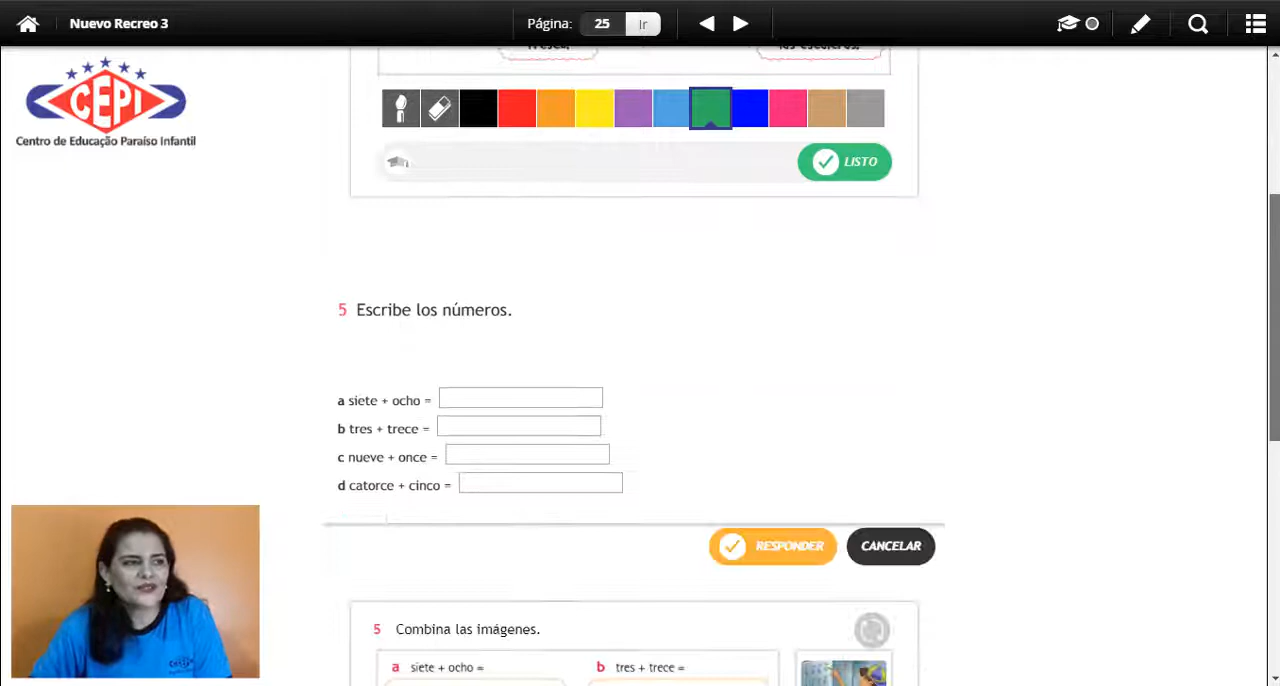 Nuevo Recreo 3
Página: 25 Ir
CEPI
Centro de Educação Paraíso Infantil
LISTO
5 Escribe los números.
a siete + ocho =
b tres + trece =
c nueve + once =
d catorce + cinco =
RESPONDER CANCELAR
5 Combina las imágenes.
a siete + ocho = b tres + trece =